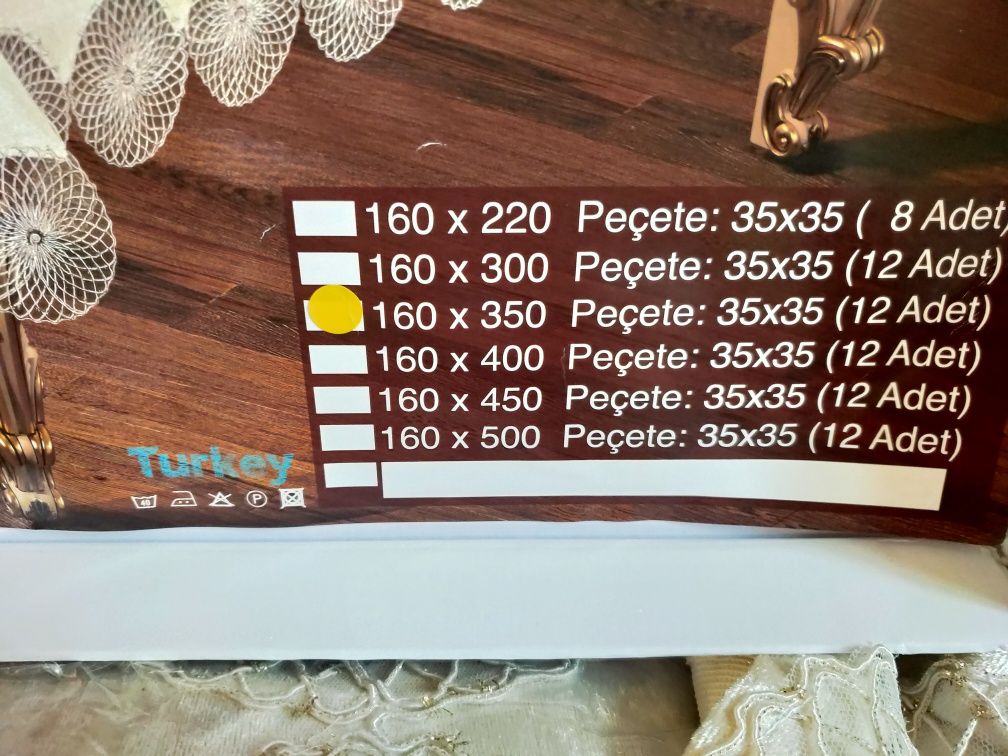 160 x 220 Peçete: 35x35 ( 8 Adet)
160 x 300 Peçete: 35x35 (12 Adet)
160 x 350 Peçete: 35x35 (12 Adet)
160 x 400 Peçete: 35x35 (12 Adet)
160 x 450 Peçete: 35x35 (12 Adet)
160 x 500 Peçete: 35x35 (12 Adet)
Turkey
40 P